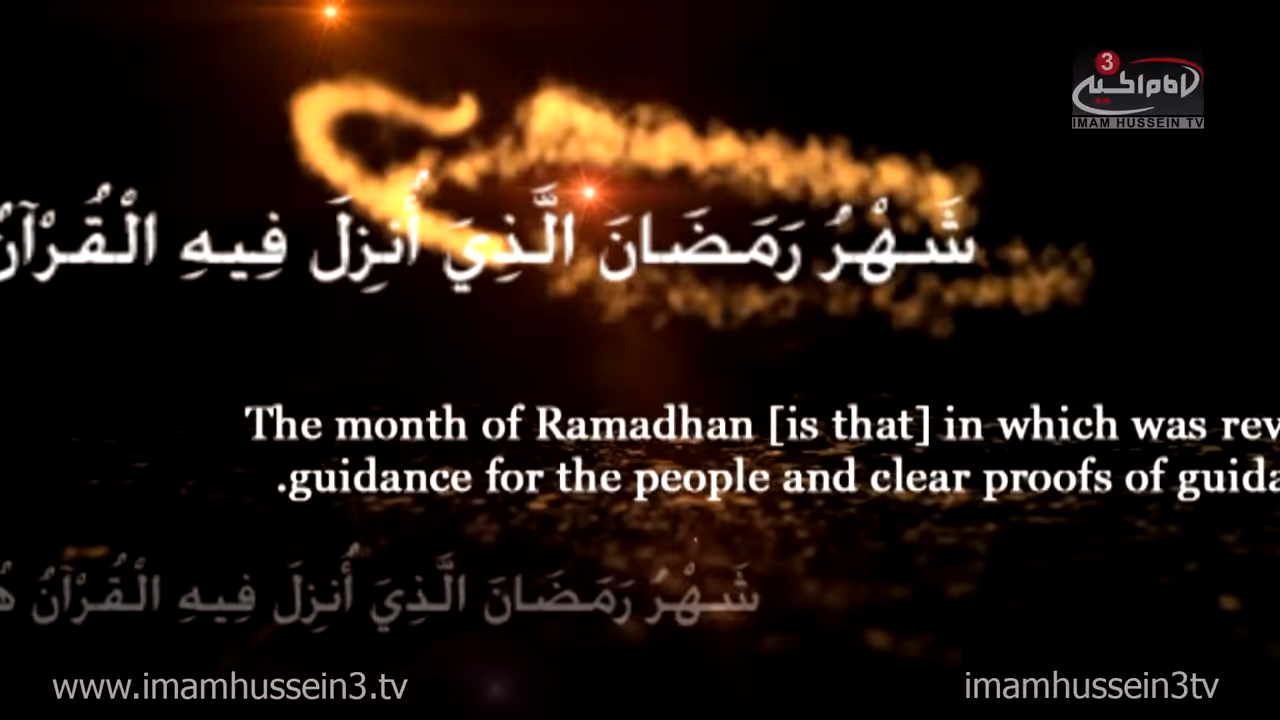 3
IMAM HUSSEIN TV
شَهْرُ رَمَضَانَ الَّذِيَ أُنزِلَ فِيهِ الْقُرْآنُ
The month of Ramadhan [is that] in which was rev
.guidance for the people and clear proofs of guida
شَهْرُ رَمَضَانَ الَّذِيَ أُنزِلَ فِيهِ الْقُرْآنُ
www.imamhussein3.tv
imamhussein3tv